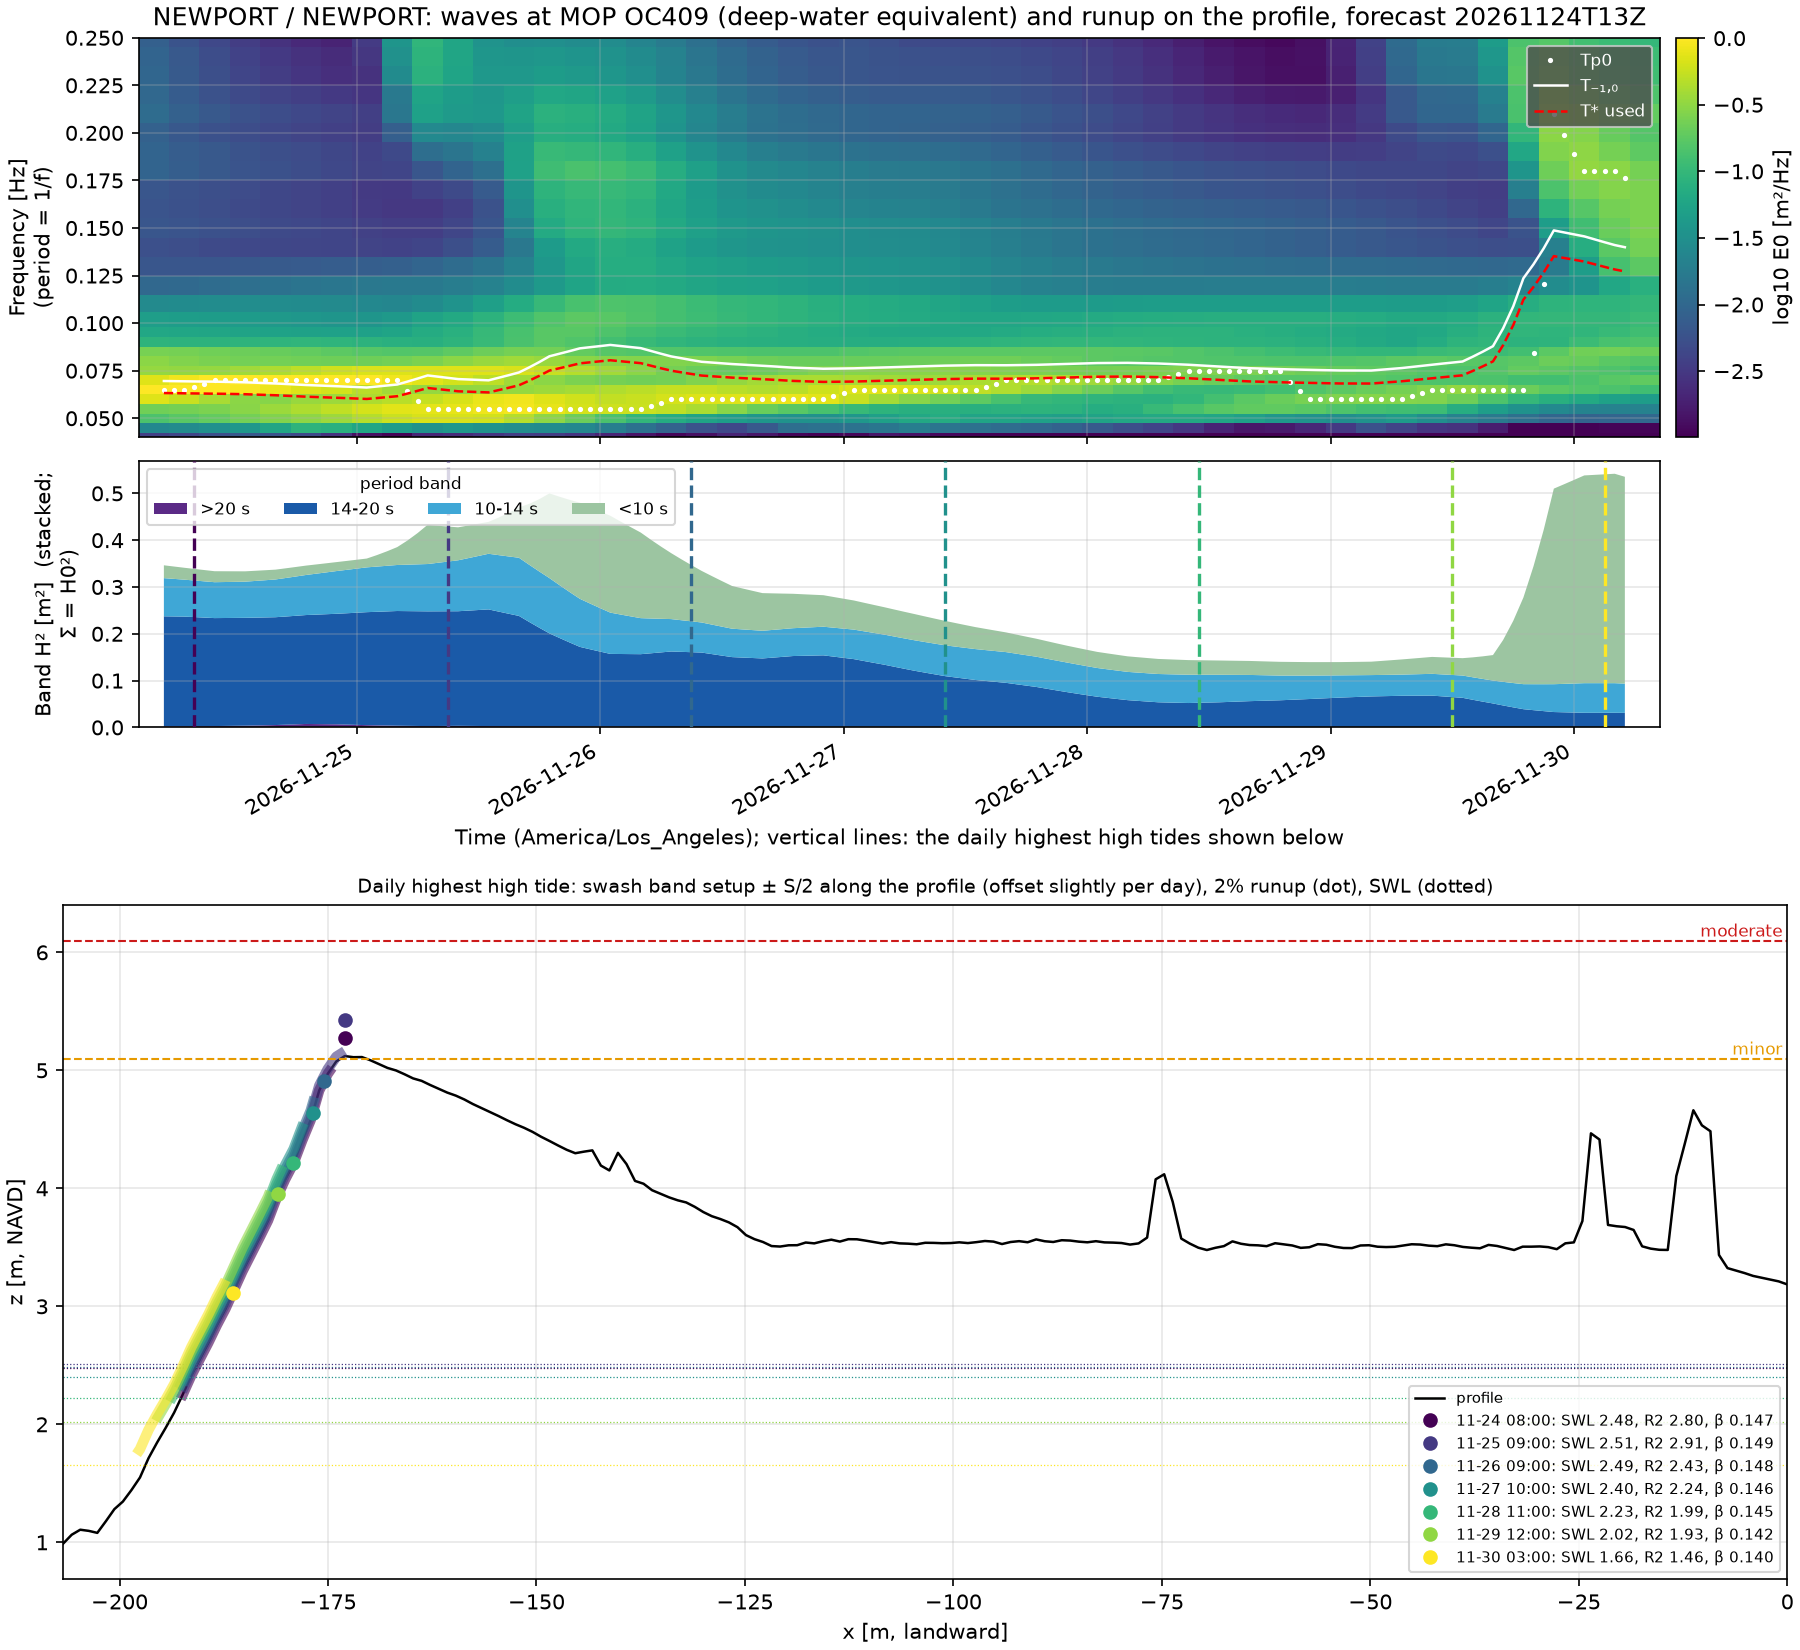 NEWPORT / NEWPORT: waves at MOP OC409 (deep-water equivalent) and runup on the profile, forecast 20261124T13Z
0.250
0.225
0.200
0.175
0.150
0.125
0.100
0.075
0.050
Frequency [Hz]
(period = 1/f)
Tp0
T₋₁,₀
T* used
0.0
−0.5
−1.0
−1.5
−2.0
−2.5
log10 E0 [m²/Hz]
Band H² [m²]  (stacked;
Σ = H0²)
0.5
0.4
0.3
0.2
0.1
0.0
period band
>20 s
14-20 s
10-14 s
<10 s
2026-11-25
2026-11-26
2026-11-27
2026-11-28
2026-11-29
2026-11-30
Time (America/Los_Angeles); vertical lines: the daily highest high tides shown below
Daily highest high tide: swash band setup ± S/2 along the profile (offset slightly per day), 2% runup (dot), SWL (dotted)
z [m, NAVD]
6
5
4
3
2
1
moderate
minor
profile
11-24 08:00: SWL 2.48, R2 2.80, β 0.147
11-25 09:00: SWL 2.51, R2 2.91, β 0.149
11-26 09:00: SWL 2.49, R2 2.43, β 0.148
11-27 10:00: SWL 2.40, R2 2.24, β 0.146
11-28 11:00: SWL 2.23, R2 1.99, β 0.145
11-29 12:00: SWL 2.02, R2 1.93, β 0.142
11-30 03:00: SWL 1.66, R2 1.46, β 0.140
−200
−175
−150
−125
−100
−75
−50
−25
0
x [m, landward]